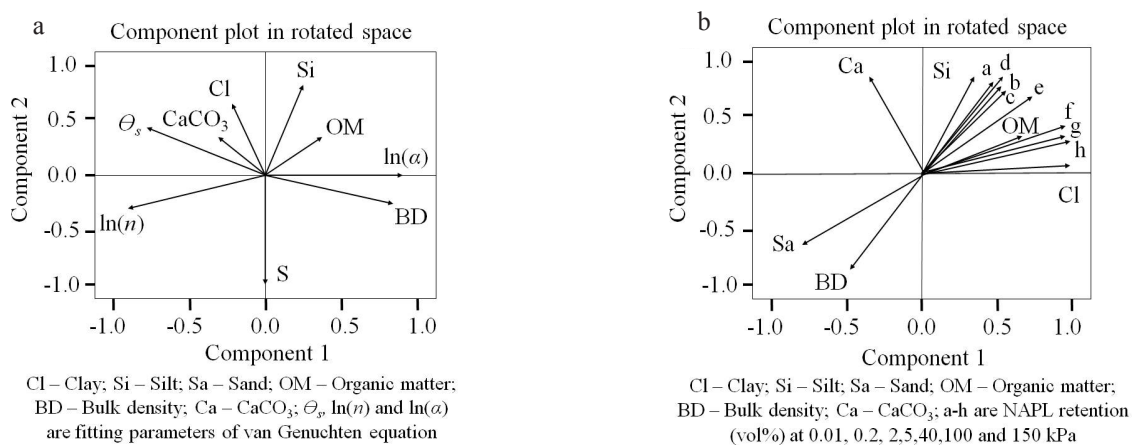 a
Component plot in rotated space
Component 2
1.0
0.5
0.0
-0.5
-1.0
Cl
Si
CaCO₃
θₛ
OM
ln(α)
ln(n)
BD
S
-1.0 -0.5 0.0 0.5 1.0
Component 1
Cl – Clay; Si – Silt; Sa – Sand; OM – Organic matter;
BD – Bulk density; Ca – CaCO₃; θₛ, ln(n) and ln(α)
are fitting parameters of van Genuchten equation
b
Component plot in rotated space
Component 2
1.0
0.5
0.0
-0.5
-1.0
Ca
Si
a
d
b
c
e
f
OM
g
h
Cl
Sa
BD
-1.0 -0.5 0.0 0.5 1.0
Component 1
Cl – Clay; Si – Silt; Sa – Sand; OM – Organic matter;
BD – Bulk density; Ca – CaCO₃; a-h are NAPL retention
(vol%) at 0.01, 0.2, 2,5,40,100 and 150 kPa